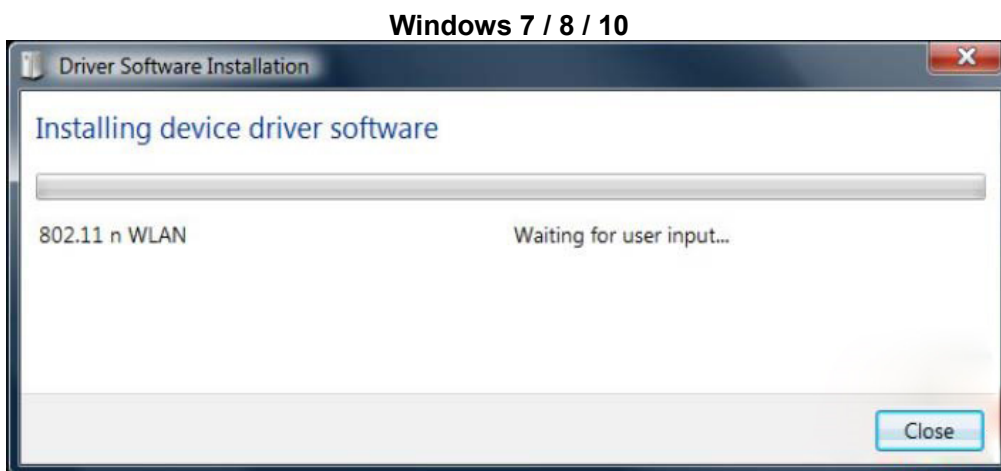 Windows 7 / 8 / 10
Driver Software Installation
Installing device driver software
802.11 n WLAN Waiting for user input...
Close